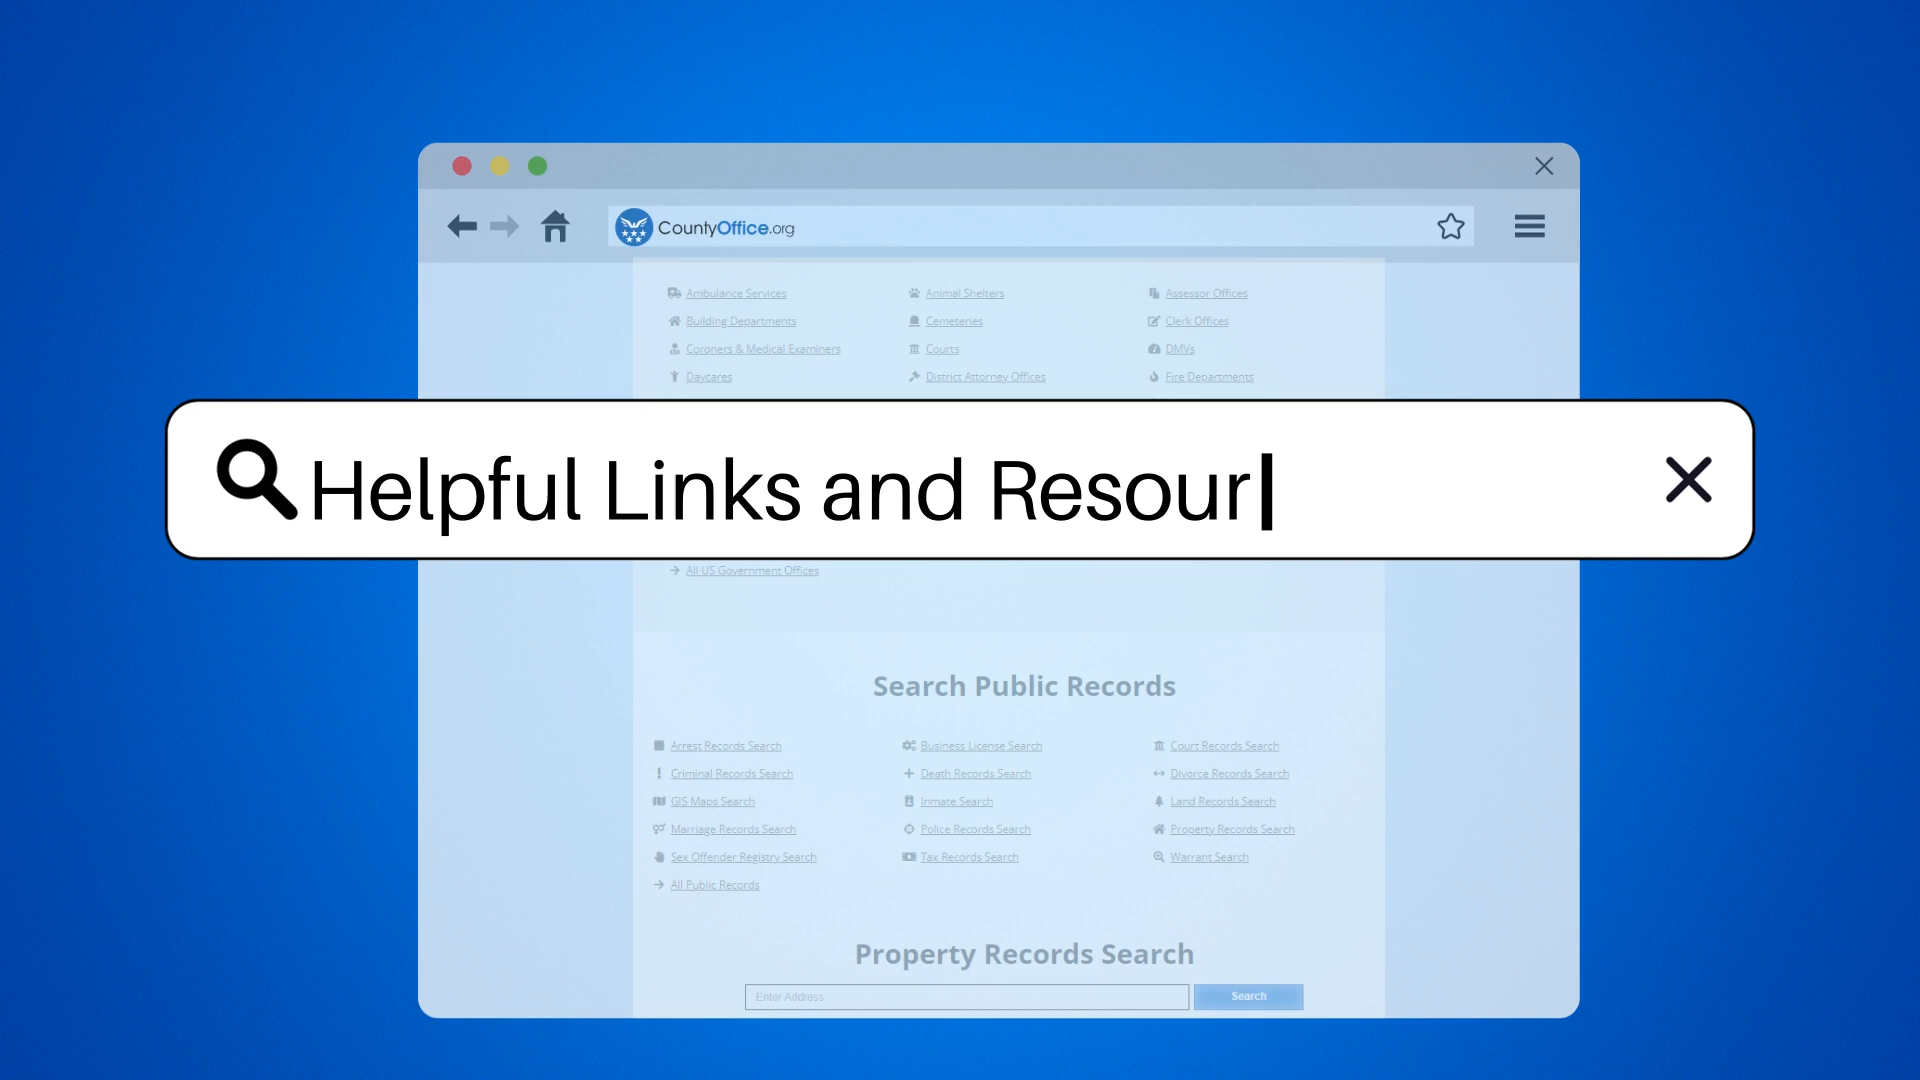 CountyOffice.org
Ambulance Services Animal Shelters Assessor Offices
Building Departments Cemeteries Clerk Offices
Coroners & Medical Examiners Courts DMVs
Daycares District Attorney Offices Fire Departments
Helpful Links and Resour
All US Government Offices
Search Public Records
Arrest Records Search Business License Search Court Records Search
Criminal Records Search Death Records Search Divorce Records Search
GIS Maps Search Inmate Search Land Records Search
Marriage Records Search Police Records Search Property Records Search
Sex Offender Registry Search Tax Records Search Warrant Search
All Public Records
Property Records Search
Enter Address Search